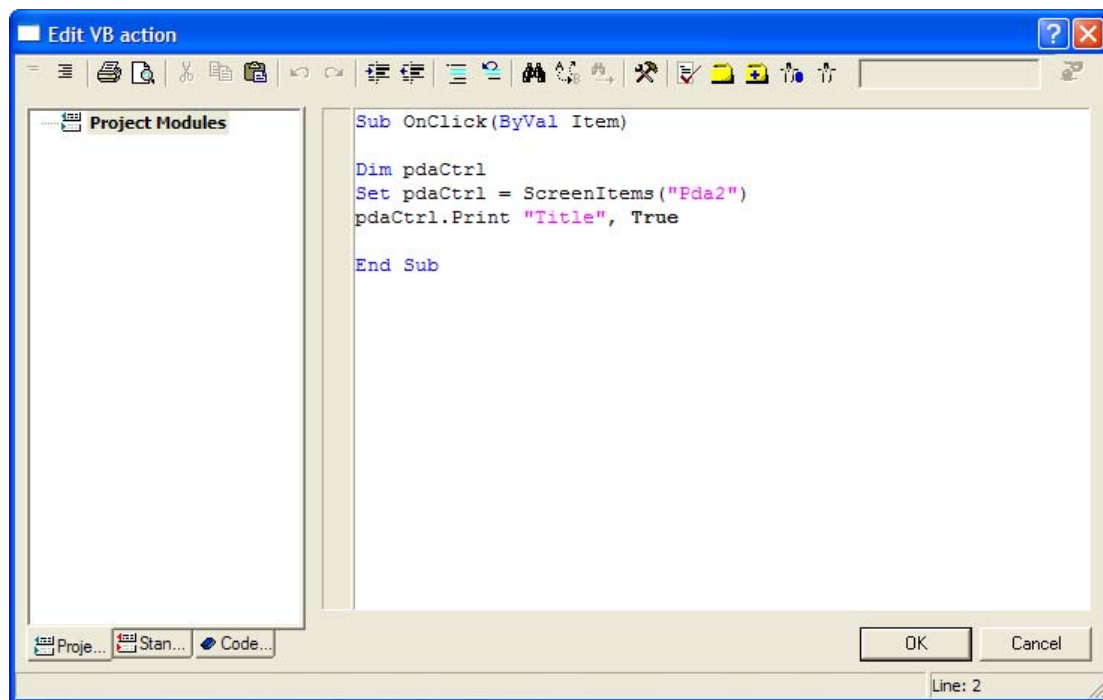 Edit VB action
Project Modules
Sub OnClick(ByVal Item)
Dim pdaCtrl
Set pdaCtrl = ScreenItems("Pda2")
pdaCtrl.Print "Title", True
End Sub
Proje... Stan... Code...
OK Cancel
Line: 2